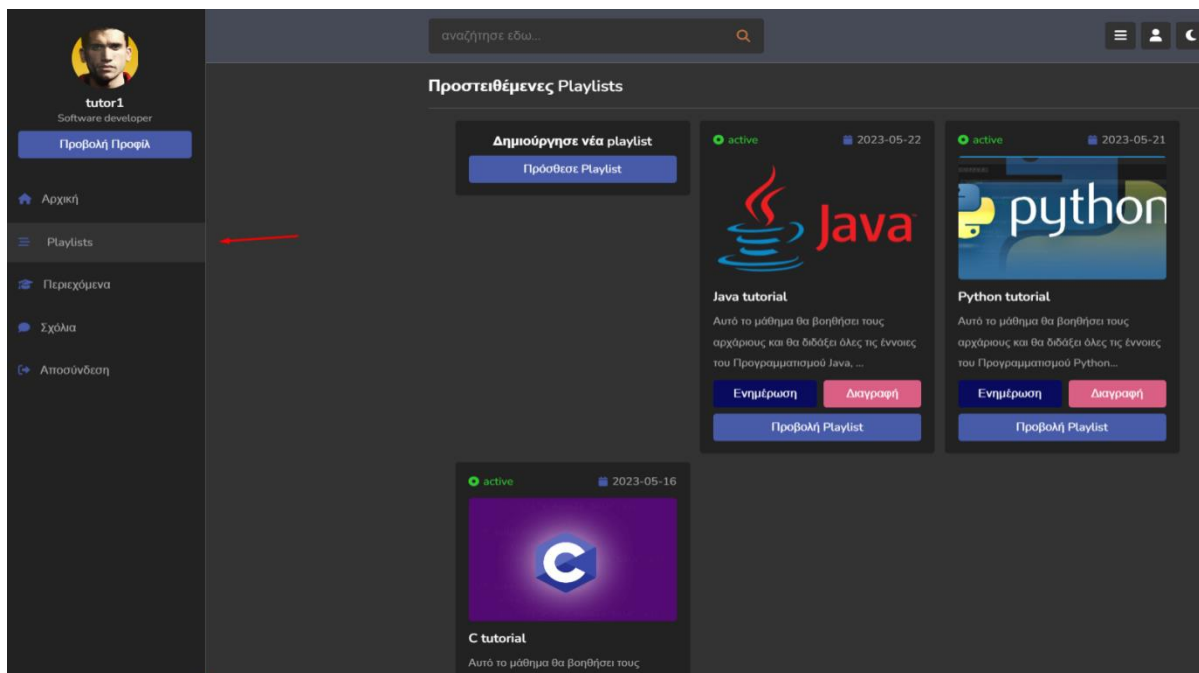 αναζήτησε εδω...
tutor1
Software developer
Προβολή Προφίλ
Αρχική
Playlists
Περιεχόμενα
Σχόλια
Αποσύνδεση
Προστειθέμενες Playlists
Δημιούργησε νέα playlist
Πρόσθεσε Playlist
active 2023-05-22
Java
Java tutorial
Αυτό το μάθημα θα βοηθήσει τους
αρχάριους και θα διδάξει όλες τις έννοιες
του Προγραμματισμού Java, ...
Ενημέρωση Διαγραφή
Προβολή Playlist
active 2023-05-21
python
Python tutorial
Αυτό το μάθημα θα βοηθήσει τους
αρχάριους και θα διδάξει όλες τις έννοιες
του Προγραμματισμού Python...
Ενημέρωση Διαγραφή
Προβολή Playlist
active 2023-05-16
C
C tutorial
Αυτό το μάθημα θα βοηθήσει τους